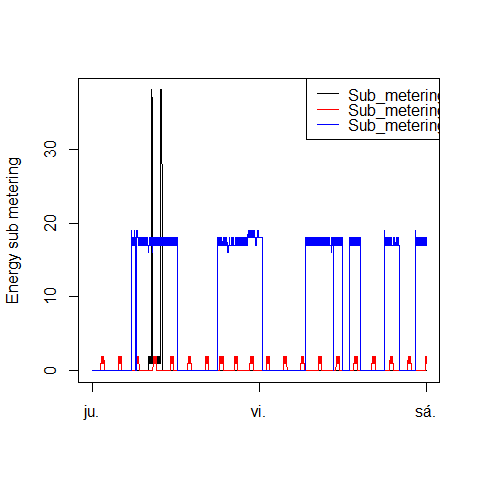 Sub_metering
Sub_metering
Sub_metering
Energy sub metering
30
20
10
0
ju.
vi.
sá.